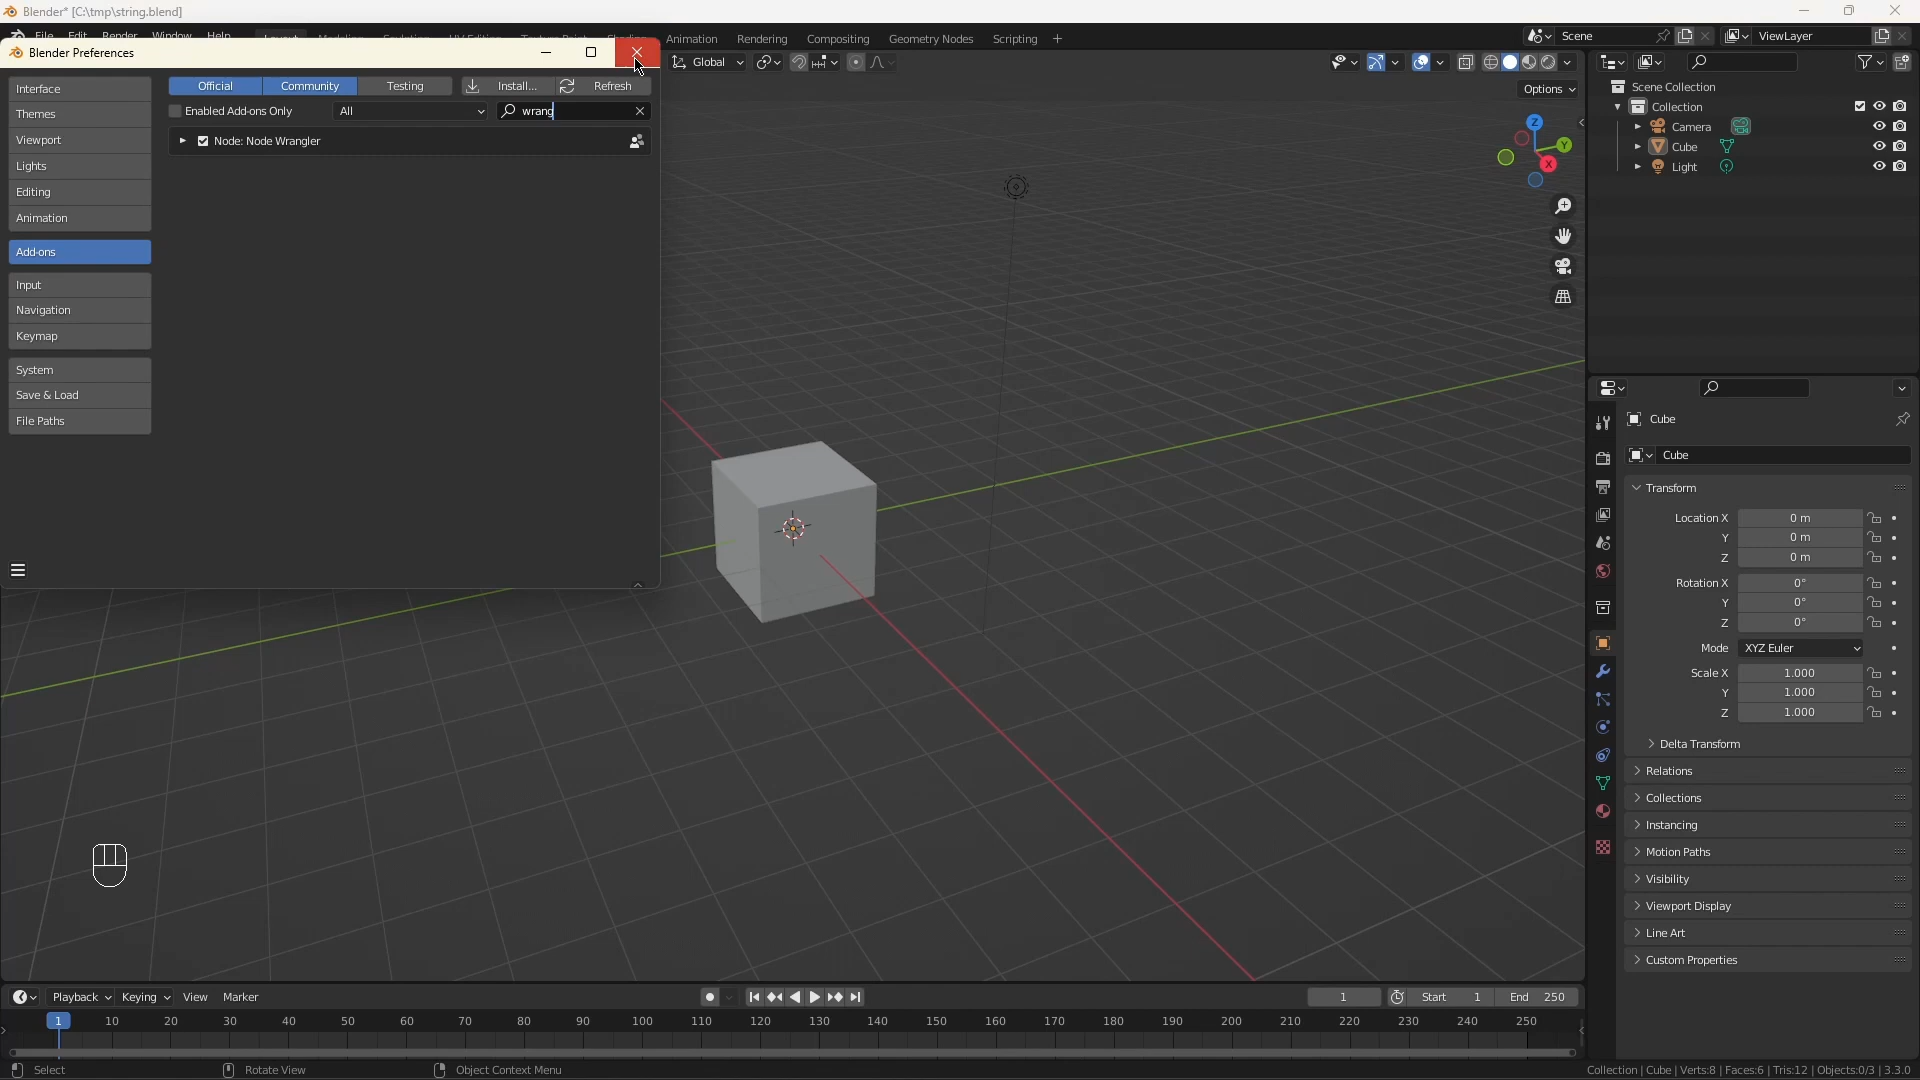 Blender* [C:\tmp\string.blend]
File Edit Render Window Help
Animation Rendering Compositing Geometry Nodes Scripting
Scene
ViewLayer
Blender Preferences
Global
Options
Interface
Themes
Viewport
Lights
Editing
Animation
Add-ons
Input
Navigation
Keymap
System
Save & Load
File Paths
Official Community Testing Install... Refresh
Enabled Add-ons Only All wrang
Node: Node Wrangler
Z
Y
X
Scene Collection
Collection
Camera
Cube
Light
Cube
Cube
Transform
Location X 0 m
Y 0 m
Z 0 m
Rotation X 0°
Y 0°
Z 0°
Mode XYZ Euler
Scale X 1.000
Y 1.000
Z 1.000
Delta Transform
Relations
Collections
Instancing
Motion Paths
Visibility
Viewport Display
Line Art
Custom Properties
Playback Keying View Marker
1 Start 1 End 250
1 10 20 30 40 50 60 70 80 90 100 110 120 130 140 150 160 170 180 190 200 210 220 230 240 250
Select Rotate View Object Context Menu
Collection | Cube | Verts:8 | Faces:6 | Tris:12 | Objects:0/3 | 3.3.0